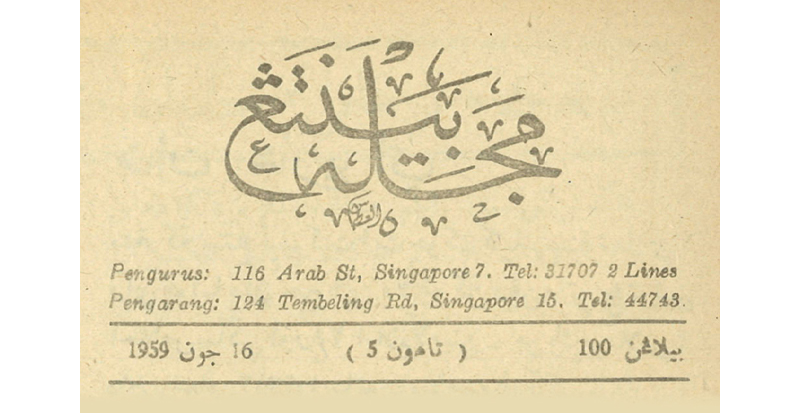 مجله بينتڠ
Pengurus: 116 Arab St, Singapore 7. Tel: 31707 2 Lines
Pengarang: 124 Tembeling Rd, Singapore 15. Tel: 44743.
بيلاڠن 100 ( تاهون 5 ) 16 جون 1959